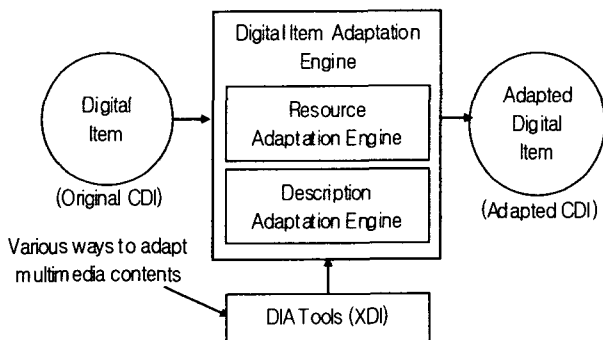 Digital Item Adaptation
Engine
Digital
Item
Resource
Adaptation Engine
Adapted
Digital
Item
(Original CDI)
Description
Adaptation Engine
(Adapted CDI)
Various ways to adapt
multimedia contents
DIA Tools (XDI)